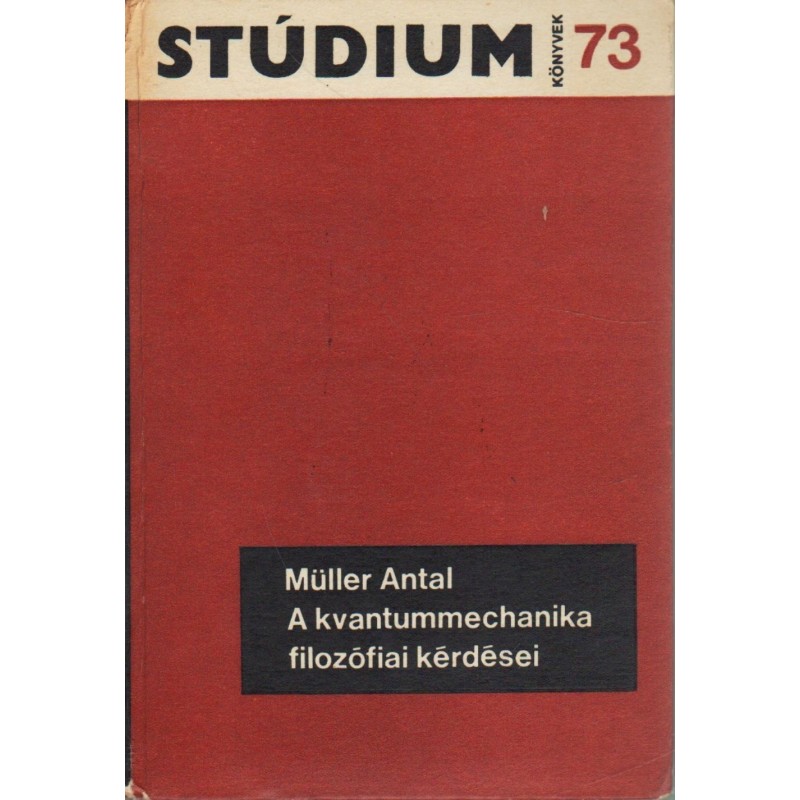 STÚDIUM
KÖNYVEK
73
Müller Antal
A kvantummechanika
filozófiai kérdései